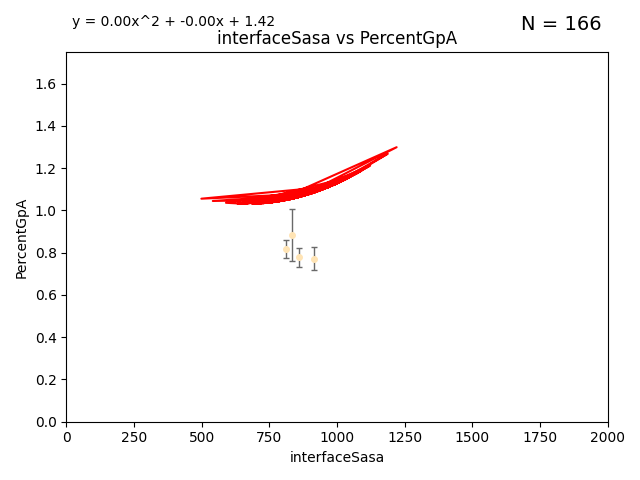 y = 0.00x^2 + -0.00x + 1.42
N = 166
interfaceSasa vs PercentGpA
PercentGpA
1.6
1.4
1.2
1.0
0.8
0.6
0.4
0.2
0.0
0 250 500 750 1000 1250 1500 1750 2000
interfaceSasa